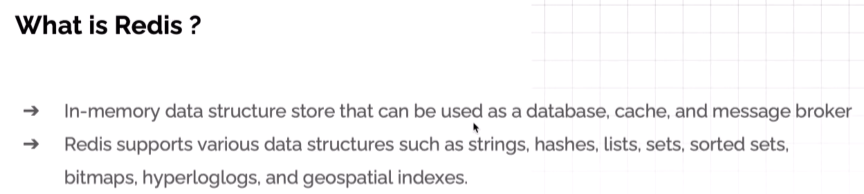 What is Redis ?
➔ In-memory data structure store that can be used as a database, cache, and message broker
➔ Redis supports various data structures such as strings, hashes, lists, sets, sorted sets,
bitmaps, hyperloglogs, and geospatial indexes.